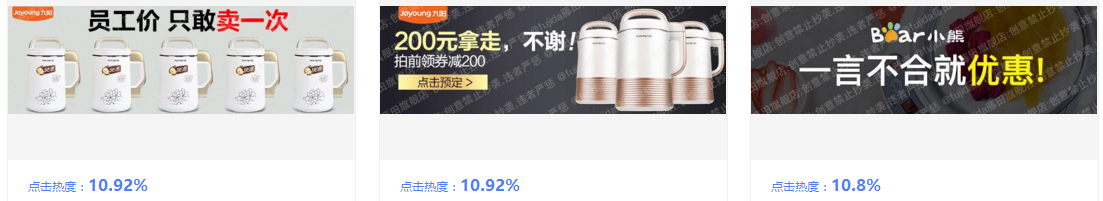 Joyoung九阳
员工价 只敢卖一次
点击热度：10.92%
Joyoung九阳
200元拿走，不谢！
拍前领券减200
点击预定 >
点击热度：10.92%
Bear小熊
一言不合就优惠!
点击热度：10.8%